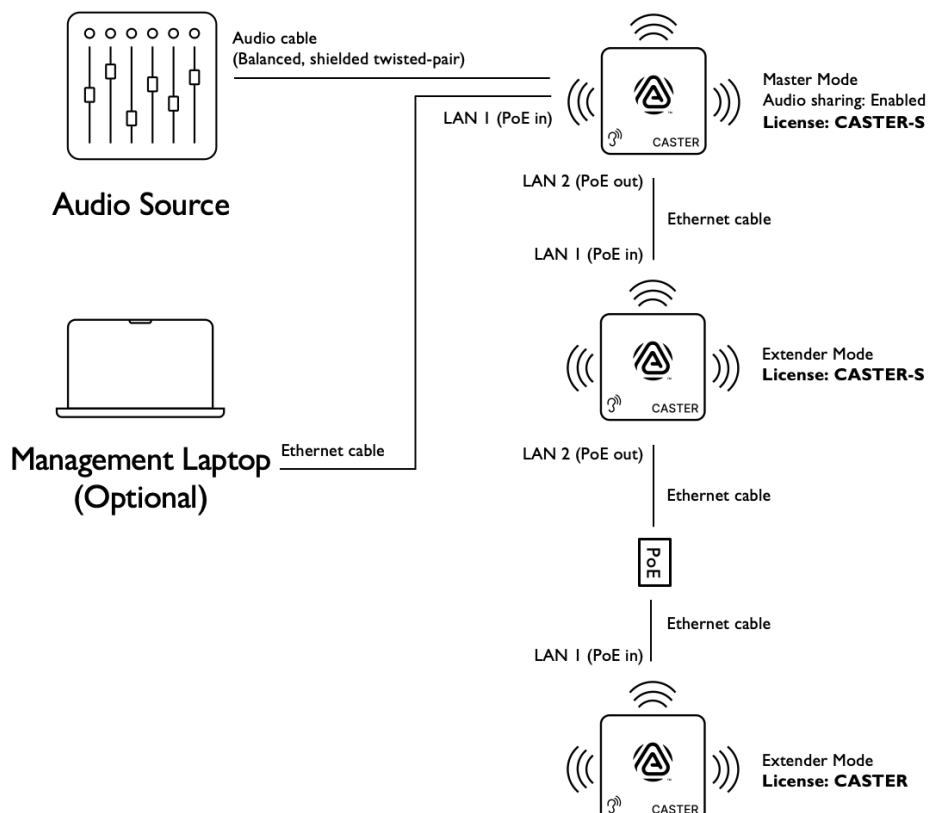 Audio cable
(Balanced, shielded twisted-pair)
LAN 1 (PoE in)
CASTER
™
Master Mode
Audio sharing: Enabled
License: CASTER-S
Audio Source
LAN 2 (PoE out)
Ethernet cable
LAN 1 (PoE in)
CASTER
™
Extender Mode
License: CASTER-S
Management Laptop
(Optional)
Ethernet cable
LAN 2 (PoE out)
Ethernet cable
PoE
Ethernet cable
LAN 1 (PoE in)
CASTER
™
Extender Mode
License: CASTER